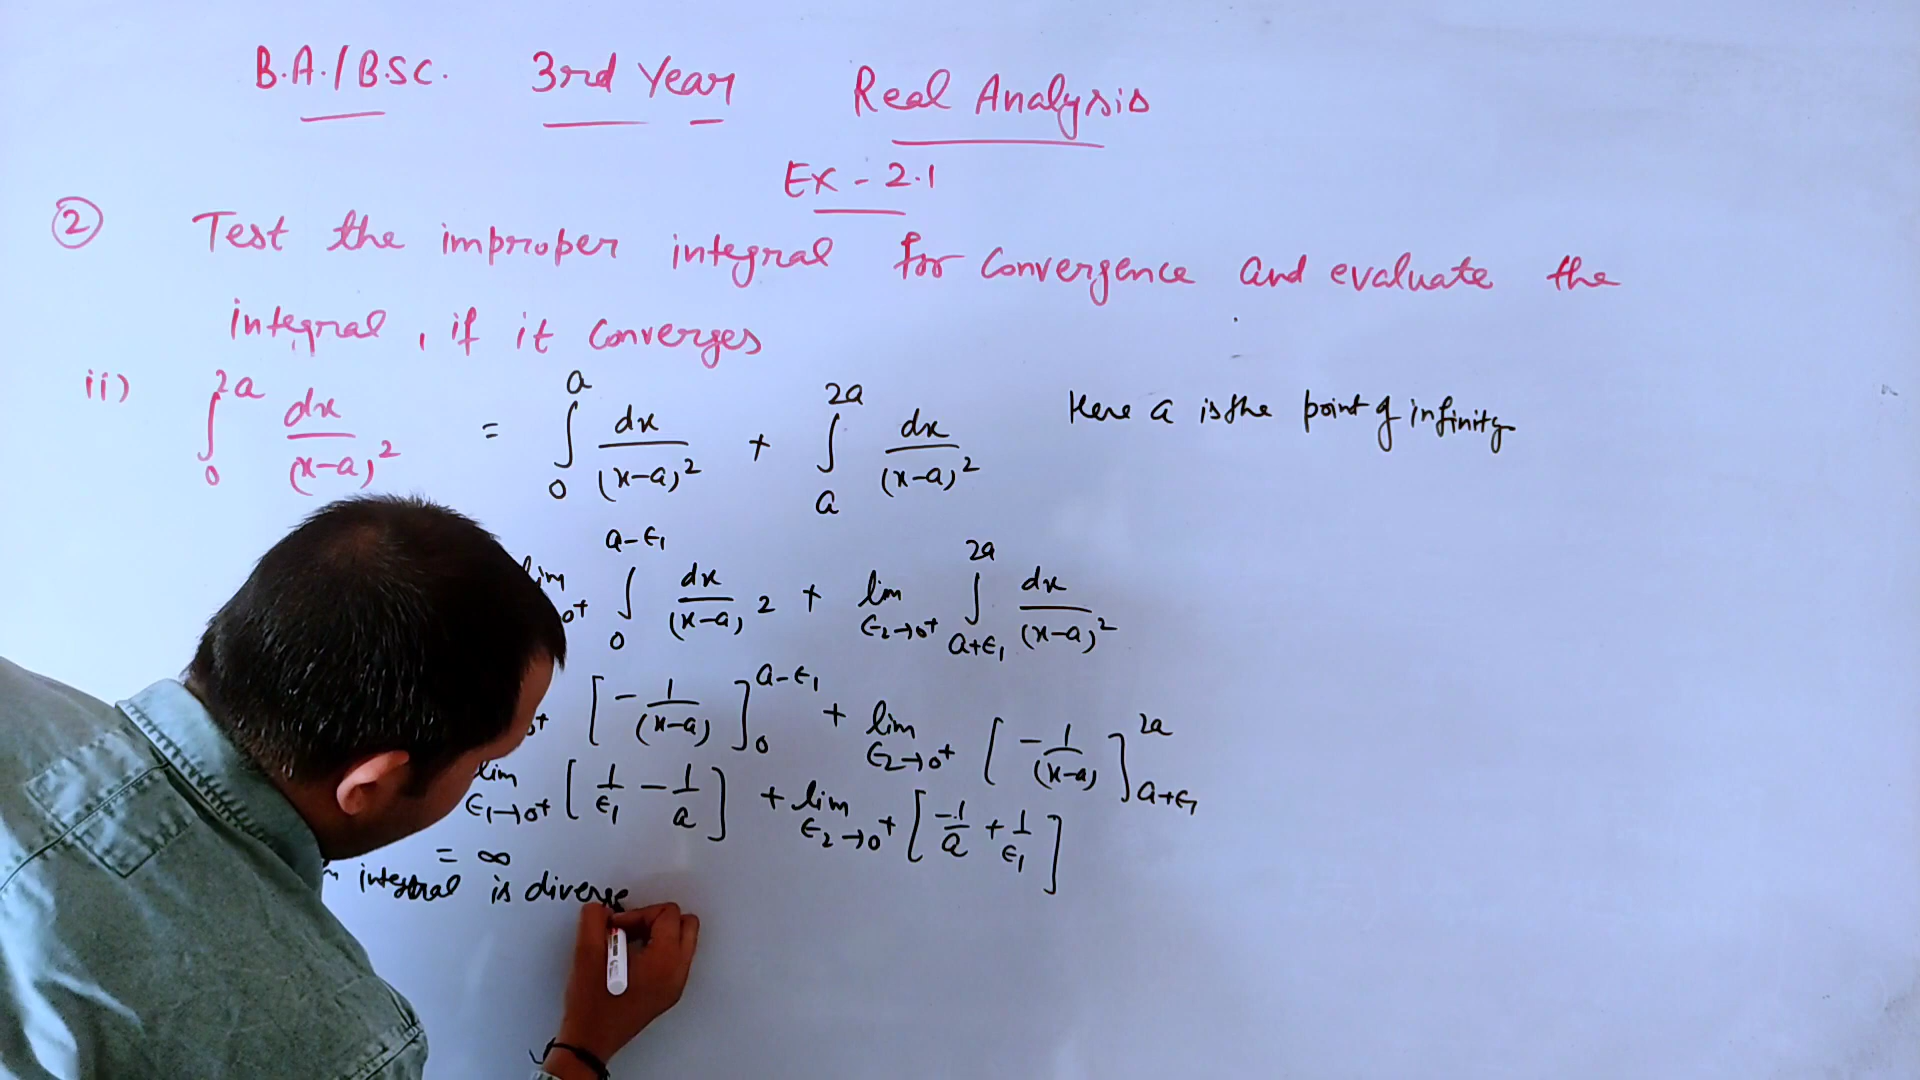 B.A./B.SC. 3rd Year Real Analysis
Ex - 2.1
② Test the improper integral for convergence and evaluate the
integral, if it converges
ii) ∫₀^{2a} dx/(x-a)² = ∫₀^{a} dx/(x-a)² + ∫ₐ^{2a} dx/(x-a)² Here a is the point of infinity
lim 0⁺ ∫₀^{a-ϵ₁} dx/(x-a)² + lim ϵ₂→0⁺ ∫_{a+ϵ₁}^{2a} dx/(x-a)²
0⁺ [-1/(x-a)]₀^{a-ϵ₁} + lim ϵ₂→0⁺ [-1/(x-a)]_{a+ϵ₁}^{2a}
lim ϵ₁→0⁺ [1/ϵ₁ - 1/a] + lim ϵ₂→0⁺ [-1/a + 1/ϵ₁]
= ∞
integral is diverge